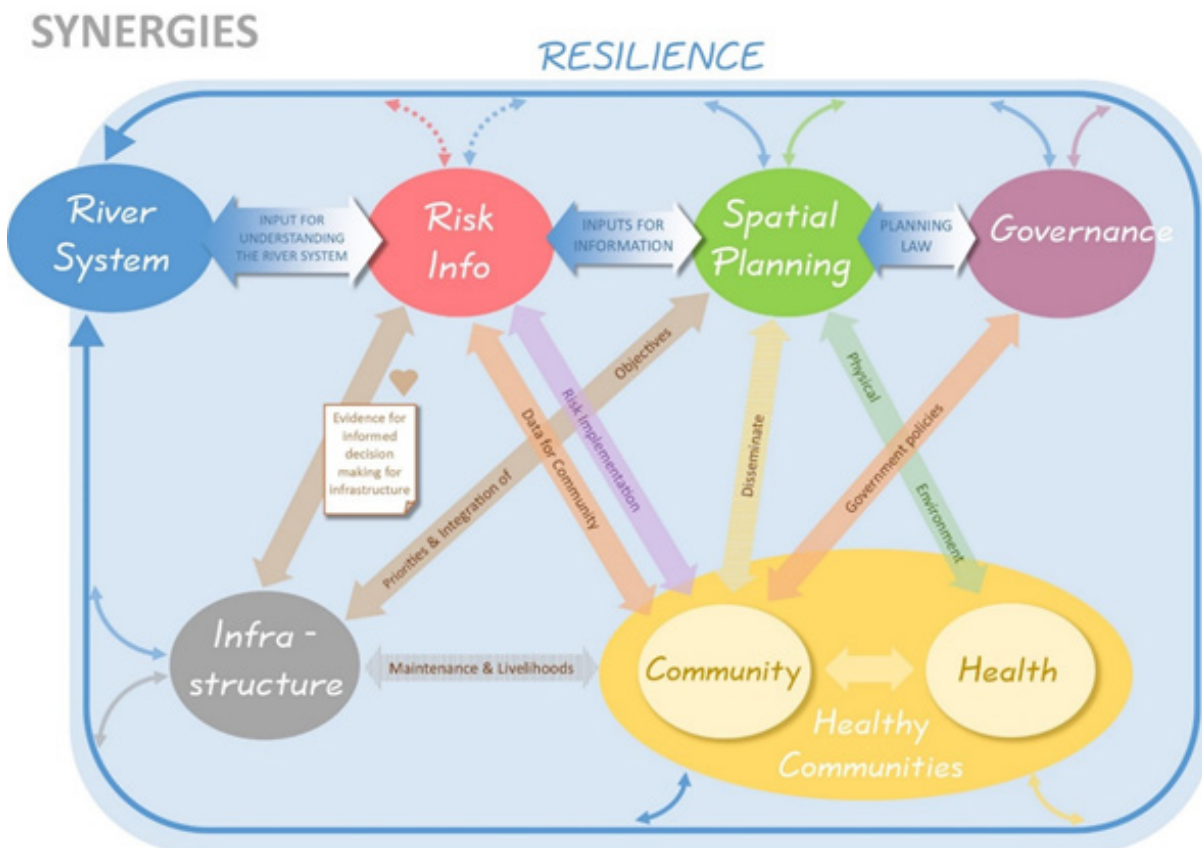 SYNERGIES
RESILIENCE
River
System
INPUT FOR
UNDERSTANDING
THE RIVER SYSTEM
Risk
Info
INPUTS FOR
INFORMATION
Spatial
Planning
PLANNING
LAW
Governance
Evidence for
informed
decision
making for
infrastructure
Priorities & Integration of
Objectives
Data for Community
Risk Implementation
Disseminate
Government policies
Physical
Environment
Infra -
structure
Maintenance & Livelihoods
Community
Health
Healthy
Communities